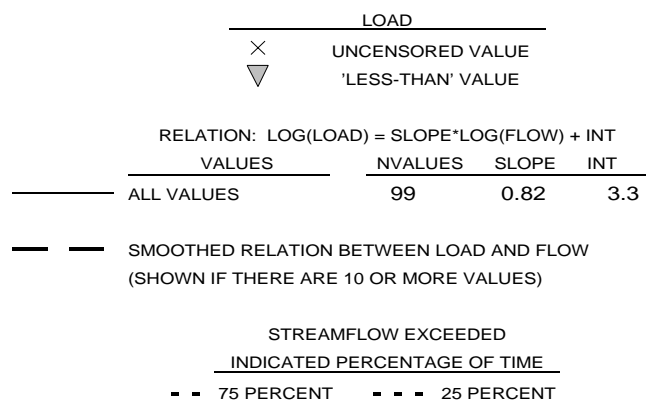 LOAD
UNCENSORED VALUE
'LESS-THAN' VALUE
RELATION: LOG(LOAD) = SLOPE*LOG(FLOW) + INT
VALUES NVALUES SLOPE INT
ALL VALUES 99 0.82 3.3
SMOOTHED RELATION BETWEEN LOAD AND FLOW
(SHOWN IF THERE ARE 10 OR MORE VALUES)
STREAMFLOW EXCEEDED
INDICATED PERCENTAGE OF TIME
75 PERCENT 25 PERCENT